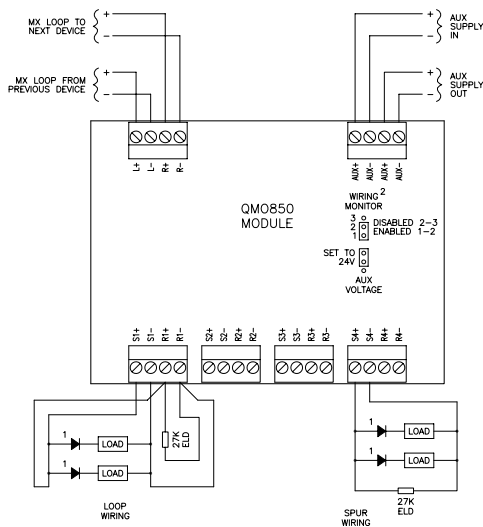 MX LOOP TO
NEXT DEVICE
+
-
AUX
SUPPLY
IN
+
-
MX LOOP FROM
PREVIOUS DEVICE
+
-
AUX
SUPPLY
OUT
+
-
L+
L-
R+
R-
AUX+
AUX-
AUX+
AUX-
QMO850
MODULE
WIRING 2
MONITOR
3
2
1
DISABLED 2-3
ENABLED 1-2
SET TO
24V
AUX
VOLTAGE
S1+
S1-
R1+
R1-
S2+
S2-
R2+
R2-
S3+
S3-
R3+
R3-
S4+
S4-
R4+
R4-
1
LOAD
1
LOAD
27K
ELD
LOOP
WIRING
1
LOAD
1
LOAD
27K
ELD
SPUR
WIRING